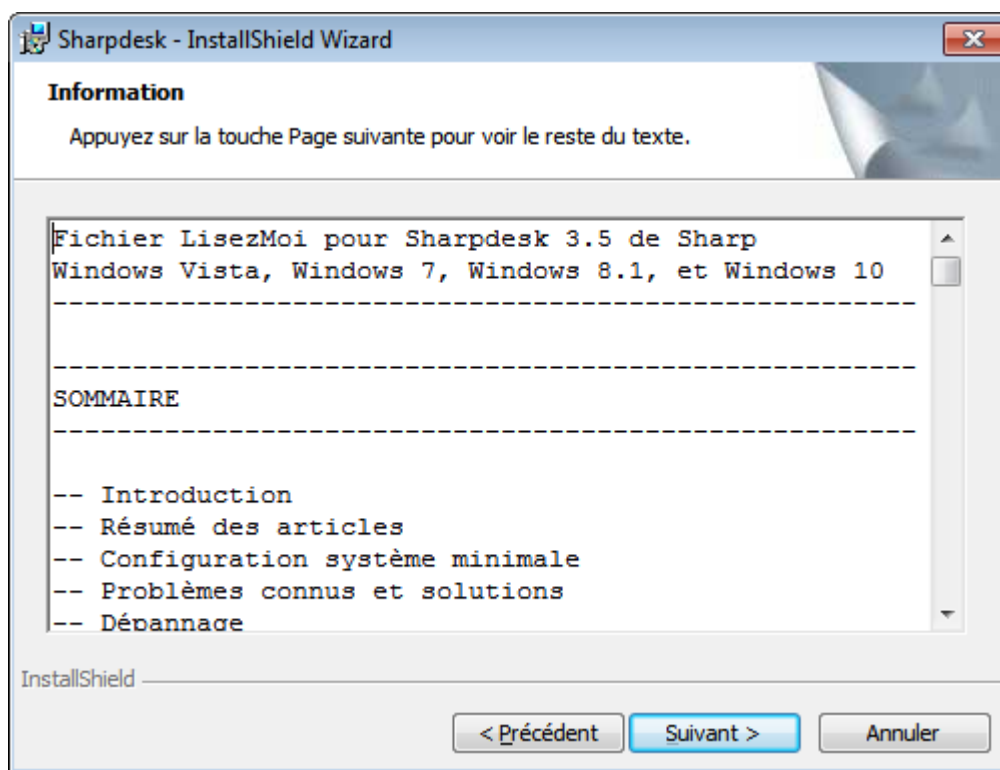 Sharpdesk - InstallShield Wizard
Information
Appuyez sur la touche Page suivante pour voir le reste du texte.
Fichier LisezMoi pour Sharpdesk 3.5 de Sharp
Windows Vista, Windows 7, Windows 8.1, et Windows 10
------------------------------------------------------
------------------------------------------------------
SOMMAIRE
------------------------------------------------------
-- Introduction
-- Résumé des articles
-- Configuration système minimale
-- Problèmes connus et solutions
-- Dépannage
InstallShield
< Précédent
Suivant >
Annuler